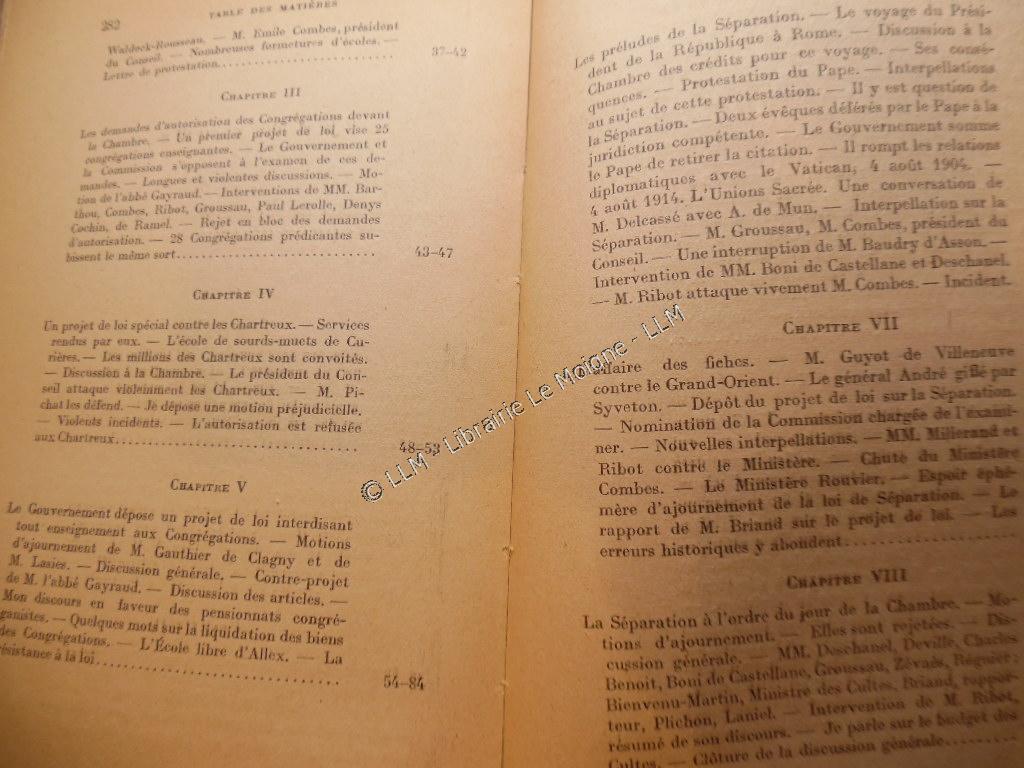 282 TABLE DES MATIÈRES
Waldeck-Rousseau. — M. Emile Combes, président
du Conseil. — Nombreuses fermetures d'écoles. —
Lettre de protestation. 37-42
CHAPITRE III
Les demandes d'autorisation des Congrégations devant
la Chambre. — Un premier projet de loi vise 25
congrégations enseignantes. — Le Gouvernement et
la Commission s'opposent à l'examen de ces de-
mandes. — Longues et violentes discussions. — Mo-
tion de l'abbé Gayraud. — Interventions de MM. Bar-
thou, Combes, Ribot, Groussau, Paul Lerolle, Denys
Cochin, de Ramel. — Rejet en bloc des demandes
d'autorisation. — 28 Congrégations prédicantes su-
bissent le même sort. 43-47
CHAPITRE IV
Un projet de loi spécial contre les Chartreux. — Services
rendus par eux. — L'école de sourds-muets de Cu-
rières. — Les millions des Chartreux sont convoités.
— Discussion à la Chambre. — Le président du Con-
seil attaque violemment les Chartreux. — M. Pi-
chat les défend. — Je dépose une motion préjudicielle.
— Violents incidents. — L'autorisation est refusée
aux Chartreux. 48-53
CHAPITRE V
Le Gouvernement dépose un projet de loi interdisant
tout enseignement aux Congrégations. — Motions
d'ajournement de M. Gauthier de Clagny et de
M. Lasies. — Discussion générale. — Contre-projet
de M. l'abbé Gayraud. — Discussion des articles. —
Mon discours en faveur des pensionnats congré-
ganistes. — Quelques mots sur la liquidation des biens
des Congrégations. — L'École libre d'Allex. — La
résistance à la loi. 54-84
Les préludes de la Séparation. — Le voyage du Prési-
dent de la République à Rome. — Discussion à la
Chambre des crédits pour ce voyage. — Ses consé-
quences. — Protestation du Pape. — Interpellations
au sujet de cette protestation. — Il y est question de
la Séparation. — Deux évêques déférés par le Pape à la
juridiction compétente. — Le Gouvernement somme
le Pape de retirer la citation. — Il rompt les relations
diplomatiques avec le Vatican, 4 août 1904. —
4 août 1914. L'Unions Sacrée. Une conversation de
M. Delcassé avec A. de Mun. — Interpellation sur la
Séparation. — M. Groussau, M. Combes, président du
Conseil. — Une interruption de M. Baudry d'Asson. —
Intervention de MM. Boni de Castellane et Deschanel.
— M. Ribot attaque vivement M. Combes. — Incident.
CHAPITRE VII
affaire des fiches. — M. Guyot de Villeneuve
contre le Grand-Orient. — Le général André giflé par
Syveton. — Dépôt du projet de loi sur la Séparation.
— Nomination de la Commission chargée de l'exami-
ner. — Nouvelles interpellations. — MM. Millerand et
Ribot contre le Ministère. — Chute du Ministère
Combes. — Le Ministère Rouvier. — Espoir éphé-
mère d'ajournement de la loi de Séparation. — Le
rapport de M. Briand sur le projet de loi. — Les
erreurs historiques y abondent.
CHAPITRE VIII
La Séparation à l'ordre du jour de la Chambre. — Mo-
tions d'ajournement. — Elles sont rejetées. — Dis-
cussion générale. — MM. Deschanel, Deville, Charles
Benoit, Boni de Castellane, Groussau, Zévaès, Réguier;
Bienvenu-Martin, Ministre des Cultes, Briand, rappor-
teur, Plichon, Laniel. — Intervention de M. Ribot,
résumé de son discours. — Je parle sur le budget des
Cultes. — Clôture de la discussion générale.
© LLM - Librairie Le Moigne - LLM